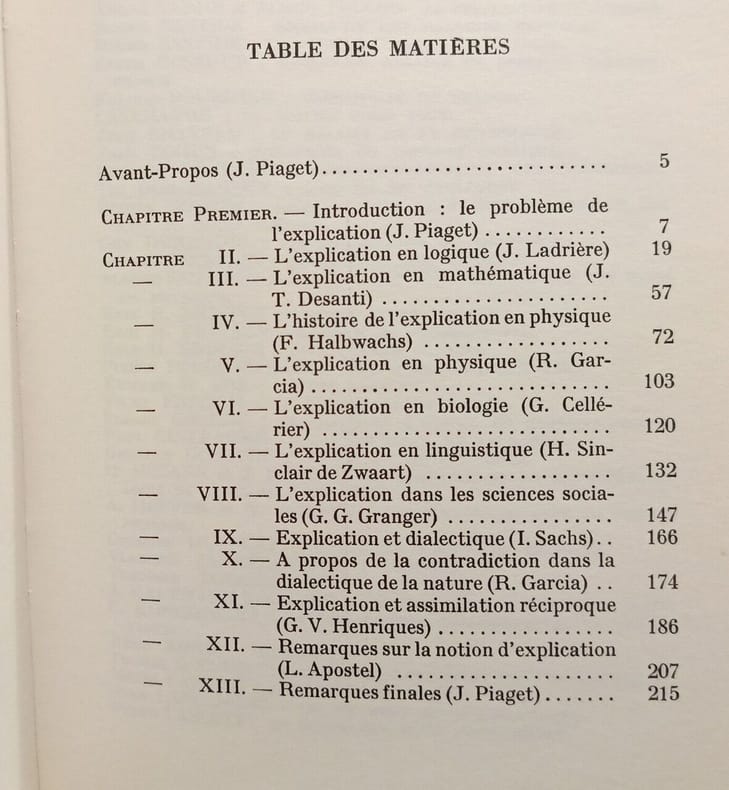 TABLE DES MATIÈRES
Avant-Propos (J. Piaget)............................ 5
CHAPITRE PREMIER. — Introduction : le problème de
l'explication (J. Piaget) ............ 7
CHAPITRE II. — L'explication en logique (J. Ladrière) 19
— III. — L'explication en mathématique (J.
T. Desanti) ...................... 57
— IV. — L'histoire de l'explication en physique
(F. Halbwachs) .................. 72
— V. — L'explication en physique (R. Gar-
cia) ............................. 103
— VI. — L'explication en biologie (G. Cellé-
rier) ............................ 120
— VII. — L'explication en linguistique (H. Sin-
clair de Zwaart) .................. 132
— VIII. — L'explication dans les sciences socia-
les (G. G. Granger) ................ 147
— IX. — Explication et dialectique (I. Sachs).. 166
— X. — A propos de la contradiction dans la
dialectique de la nature (R. Garcia) .. 174
— XI. — Explication et assimilation réciproque
(G. V. Henriques) ................. 186
— XII. — Remarques sur la notion d'explication
(L. Apostel) ..................... 207
— XIII. — Remarques finales (J. Piaget)....... 215